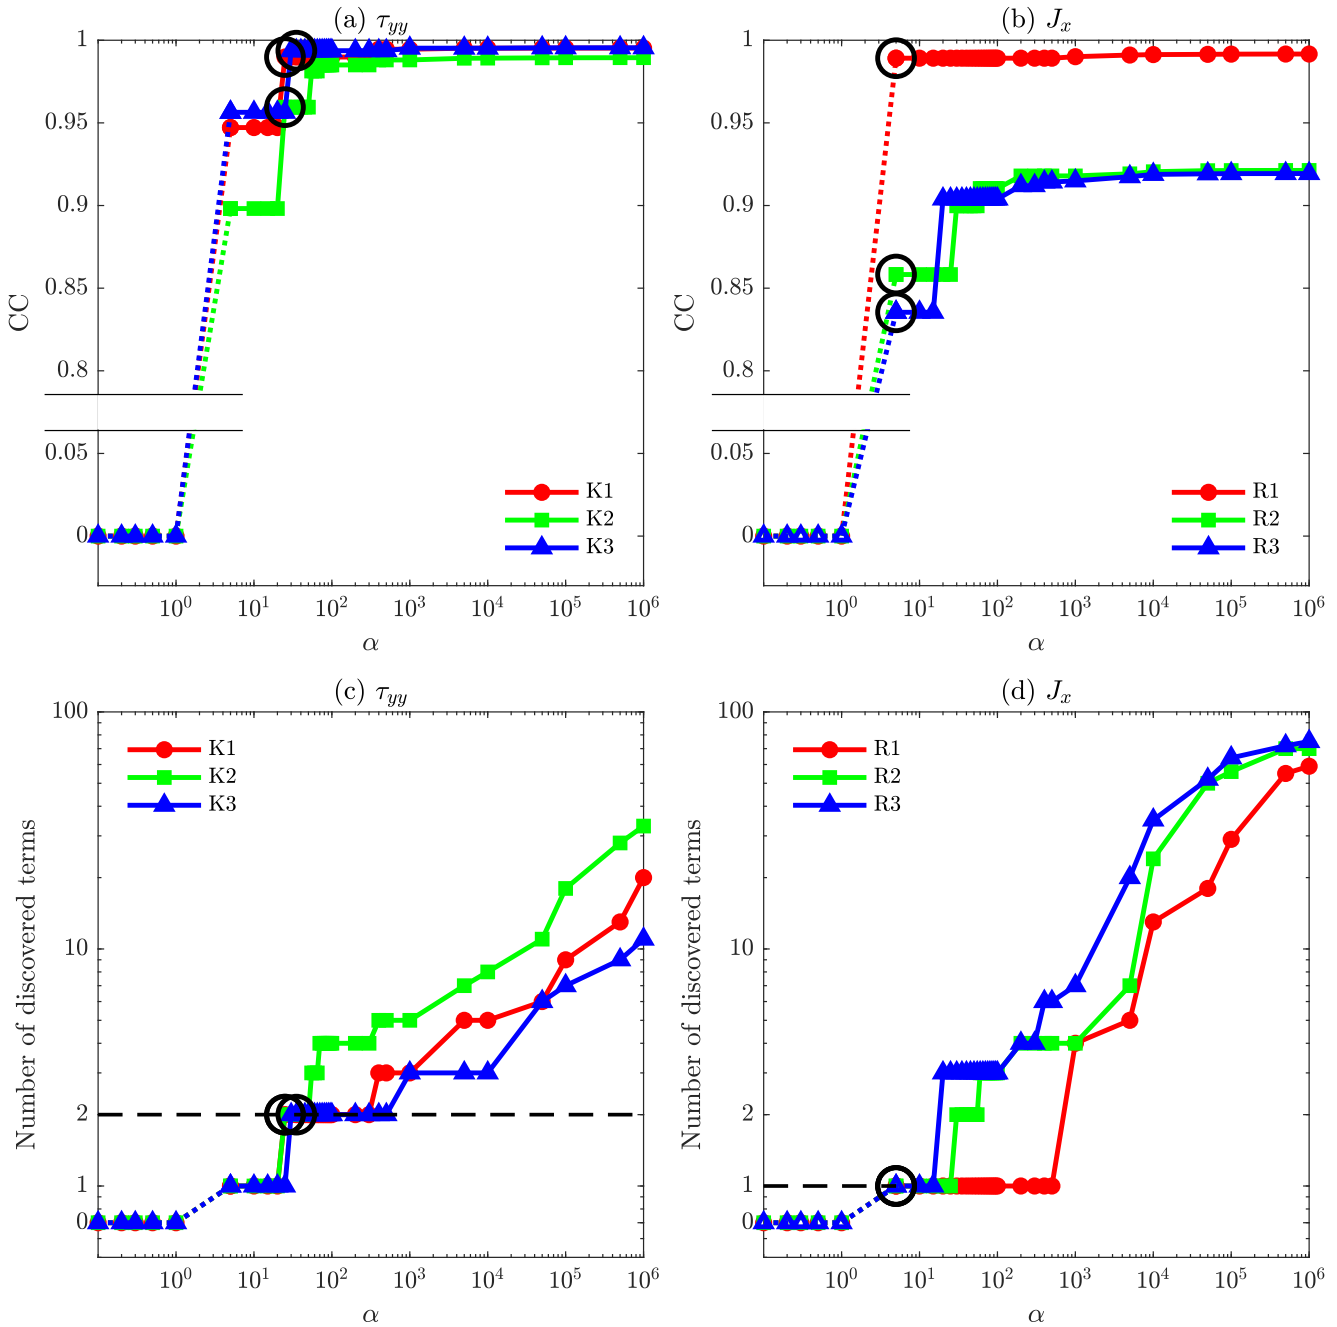 (a) τyy
CC
1
0.95
0.9
0.85
0.8
0.05
0
K1
K2
K3
10^0 10^1 10^2 10^3 10^4 10^5 10^6
α
(b) Jx
CC
1
0.95
0.9
0.85
0.8
0.05
0
R1
R2
R3
10^0 10^1 10^2 10^3 10^4 10^5 10^6
α
(c) τyy
Number of discovered terms
100
10
2
1
0
K1
K2
K3
10^0 10^1 10^2 10^3 10^4 10^5 10^6
α
(d) Jx
Number of discovered terms
100
10
2
1
0
R1
R2
R3
10^0 10^1 10^2 10^3 10^4 10^5 10^6
α